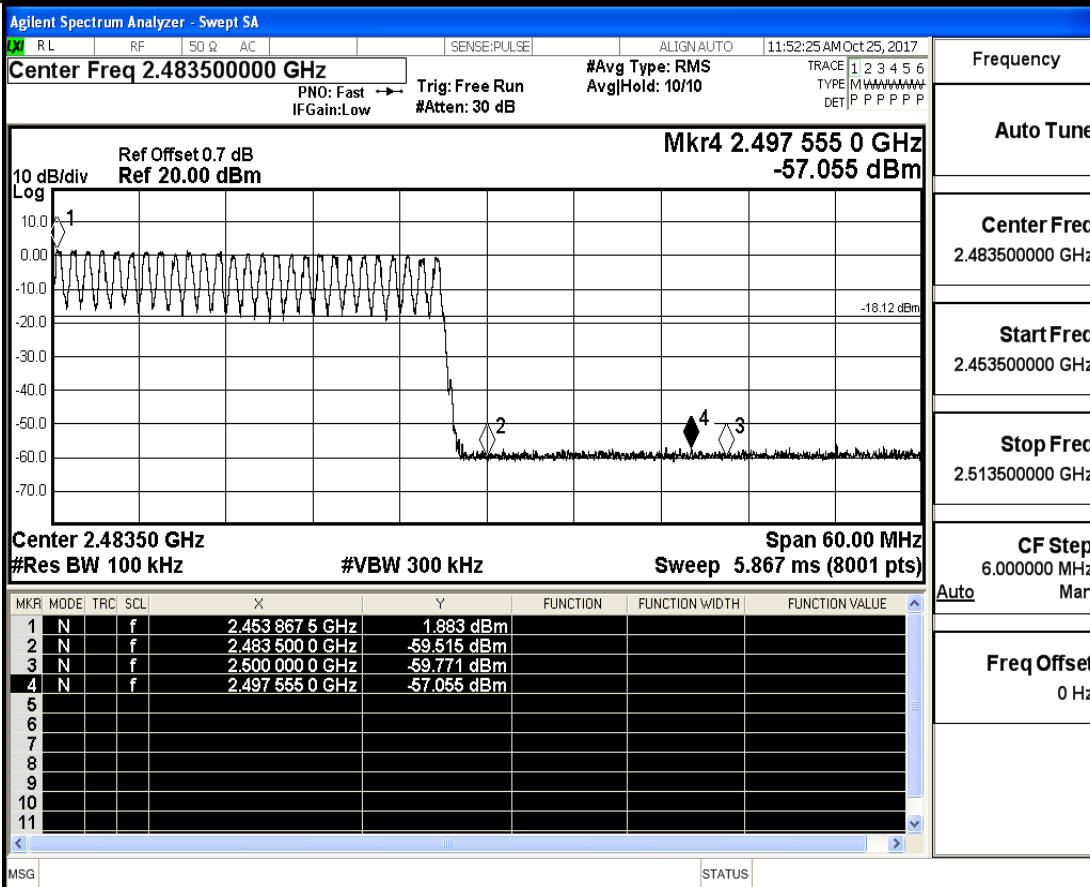 Agilent Spectrum Analyzer - Swept SA
LXI RL RF 50 Ω AC SENSE:PULSE ALIGN AUTO 11:52:25 AM Oct 25, 2017
Center Freq 2.483500000 GHz
PNO: Fast
IFGain:Low
Trig: Free Run
#Atten: 30 dB
#Avg Type: RMS
Avg|Hold: 10/10
TRACE 1 2 3 4 5 6
TYPE M W W W W W
DET P P P P P P
Mkr4 2.497 555 0 GHz
-57.055 dBm
Ref Offset 0.7 dB
10 dB/div Ref 20.00 dBm
Log
10.0
0.00
-10.0
-20.0
-30.0
-40.0
-50.0
-60.0
-70.0
1
2
4
3
-18.12 dBm
Center 2.48350 GHz Span 60.00 MHz
#Res BW 100 kHz #VBW 300 kHz Sweep 5.867 ms (8001 pts)
MKR MODE TRC SCL X Y FUNCTION FUNCTION WIDTH FUNCTION VALUE
1 N f 2.453 867 5 GHz 1.883 dBm
2 N f 2.483 500 0 GHz -59.515 dBm
3 N f 2.500 000 0 GHz -59.771 dBm
4 N f 2.497 555 0 GHz -57.055 dBm
5
6
7
8
9
10
11
MSG STATUS
Frequency
Auto Tune
Center Freq
2.483500000 GHz
Start Freq
2.453500000 GHz
Stop Freq
2.513500000 GHz
CF Step
6.000000 MHz
Auto Man
Freq Offset
0 Hz